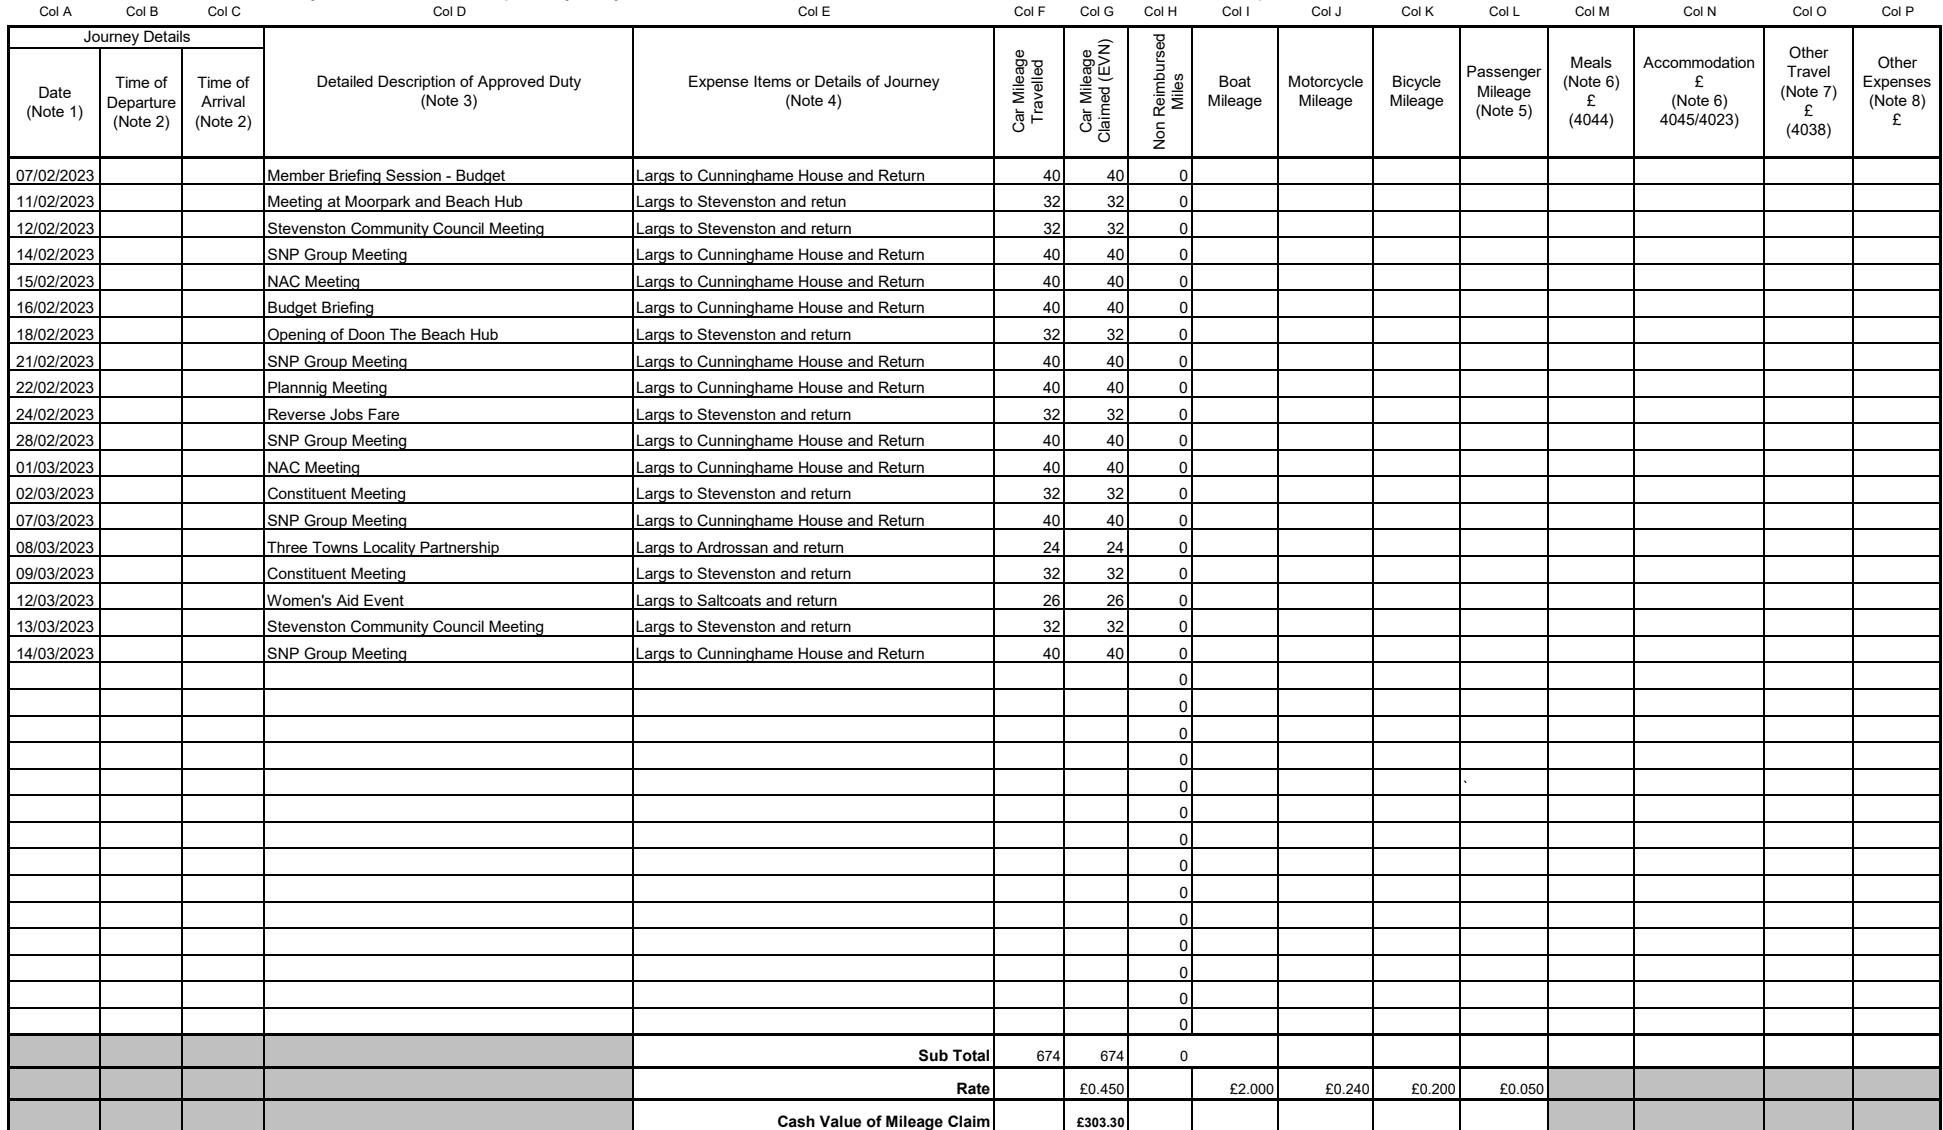 Col A Col B Col C Col D Col E Col F Col G Col H Col I Col J Col K Col L Col M Col N Col O Col P
Journey Details
Date (Note 1) Time of Departure (Note 2) Time of Arrival (Note 2) Detailed Description of Approved Duty (Note 3) Expense Items or Details of Journey (Note 4) Car Mileage Travelled Car Mileage Claimed (EVN) Non Reimbursed Miles Boat Mileage Motorcycle Mileage Bicycle Mileage Passenger Mileage (Note 5) Meals (Note 6) £ (4044) Accommodation £ (Note 6) 4045/4023) Other Travel (Note 7) £ (4038) Other Expenses (Note 8) £
07/02/2023 Member Briefing Session - Budget Largs to Cunninghame House and Return 40 40 0
11/02/2023 Meeting at Moorpark and Beach Hub Largs to Stevenston and retun 32 32 0
12/02/2023 Stevenston Community Council Meeting Largs to Stevenston and return 32 32 0
14/02/2023 SNP Group Meeting Largs to Cunninghame House and Return 40 40 0
15/02/2023 NAC Meeting Largs to Cunninghame House and Return 40 40 0
16/02/2023 Budget Briefing Largs to Cunninghame House and Return 40 40 0
18/02/2023 Opening of Doon The Beach Hub Largs to Stevenston and return 32 32 0
21/02/2023 SNP Group Meeting Largs to Cunninghame House and Return 40 40 0
22/02/2023 Plannnig Meeting Largs to Cunninghame House and Return 40 40 0
24/02/2023 Reverse Jobs Fare Largs to Stevenston and return 32 32 0
28/02/2023 SNP Group Meeting Largs to Cunninghame House and Return 40 40 0
01/03/2023 NAC Meeting Largs to Cunninghame House and Return 40 40 0
02/03/2023 Constituent Meeting Largs to Stevenston and return 32 32 0
07/03/2023 SNP Group Meeting Largs to Cunninghame House and Return 40 40 0
08/03/2023 Three Towns Locality Partnership Largs to Ardrossan and return 24 24 0
09/03/2023 Constituent Meeting Largs to Stevenston and return 32 32 0
12/03/2023 Women's Aid Event Largs to Saltcoats and return 26 26 0
13/03/2023 Stevenston Community Council Meeting Largs to Stevenston and return 32 32 0
14/03/2023 SNP Group Meeting Largs to Cunninghame House and Return 40 40 0
0
0
0
0
0 `
0
0
0
0
0
0
0
0
0
Sub Total 674 674 0
Rate £0.450 £2.000 £0.240 £0.200 £0.050
Cash Value of Mileage Claim £303.30